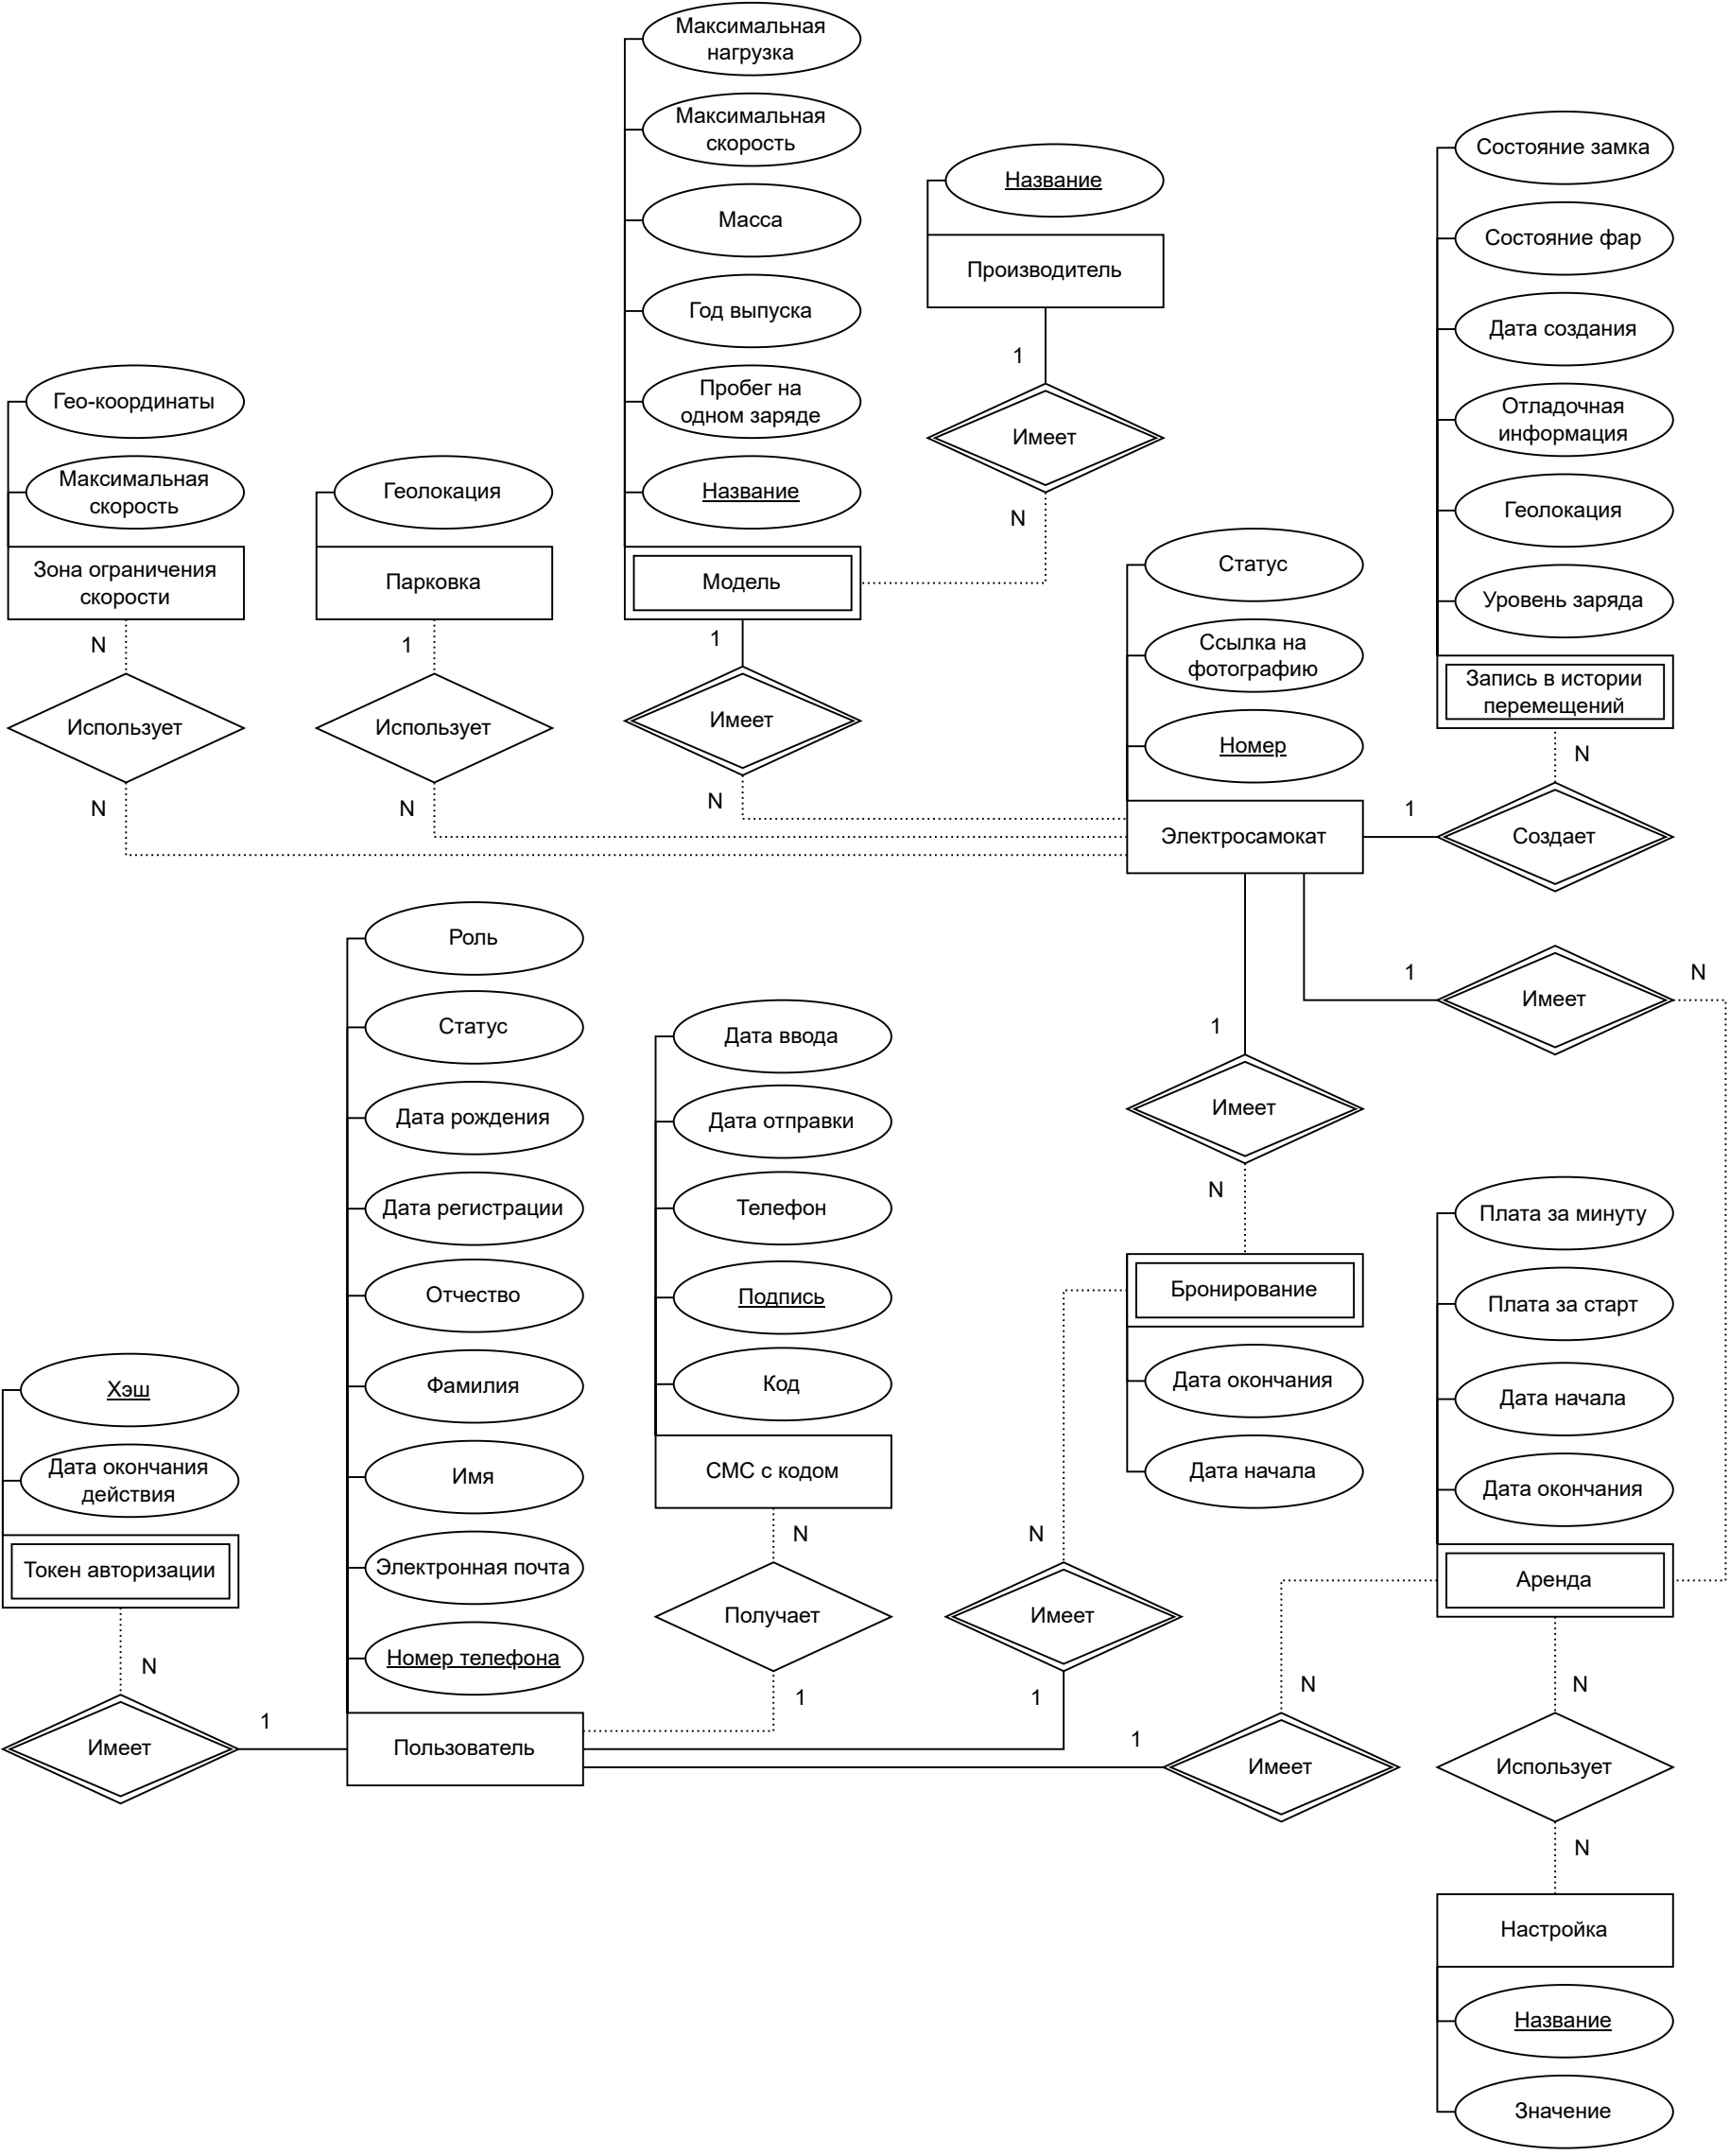 Максимальная
нагрузка
Максимальная
скорость
Масса
Год выпуска
Пробег на
одном заряде
Название
Модель
1
Имеет
N
Название
Производитель
1
Имеет
N
Состояние замка
Состояние фар
Дата создания
Отладочная
информация
Геолокация
Уровень заряда
Запись в истории
перемещений
N
Создает
1
Гео-координаты
Максимальная
скорость
Зона ограничения
скорости
N
Использует
N
Геолокация
Парковка
1
Использует
N
Статус
Ссылка на
фотографию
Номер
Электросамокат
1
Имеет
N
1
Имеет
N
Роль
Статус
Дата рождения
Дата регистрации
Отчество
Фамилия
Имя
Электронная почта
Номер телефона
Пользователь
Дата ввода
Дата отправки
Телефон
Подпись
Код
СМС с кодом
N
Получает
1
Бронирование
Дата окончания
Дата начала
N
Имеет
1
Плата за минуту
Плата за старт
Дата начала
Дата окончания
Аренда
N
Имеет
1
N
Использует
N
Хэш
Дата окончания
действия
Токен авторизации
N
Имеет
1
Настройка
Название
Значение